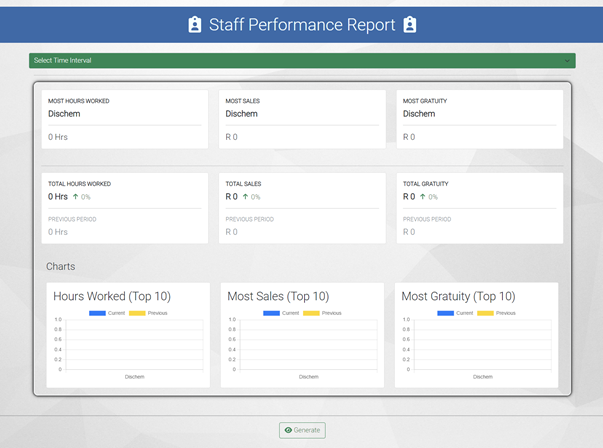 Staff Performance Report
Select Time Interval
MOST HOURS WORKED
Dischem
0 Hrs
MOST SALES
Dischem
R 0
MOST GRATUITY
Dischem
R 0
TOTAL HOURS WORKED
0 Hrs ↑ 0%
PREVIOUS PERIOD
0 Hrs
TOTAL SALES
R 0 ↑ 0%
PREVIOUS PERIOD
R 0
TOTAL GRATUITY
R 0 ↑ 0%
PREVIOUS PERIOD
R 0
Charts
Hours Worked (Top 10)
Current Previous
1.0
0.8
0.6
0.4
0.2
0
Dischem
Most Sales (Top 10)
Current Previous
1.0
0.8
0.6
0.4
0.2
0
Dischem
Most Gratuity (Top 10)
Current Previous
1.0
0.8
0.6
0.4
0.2
0
Dischem
Generate